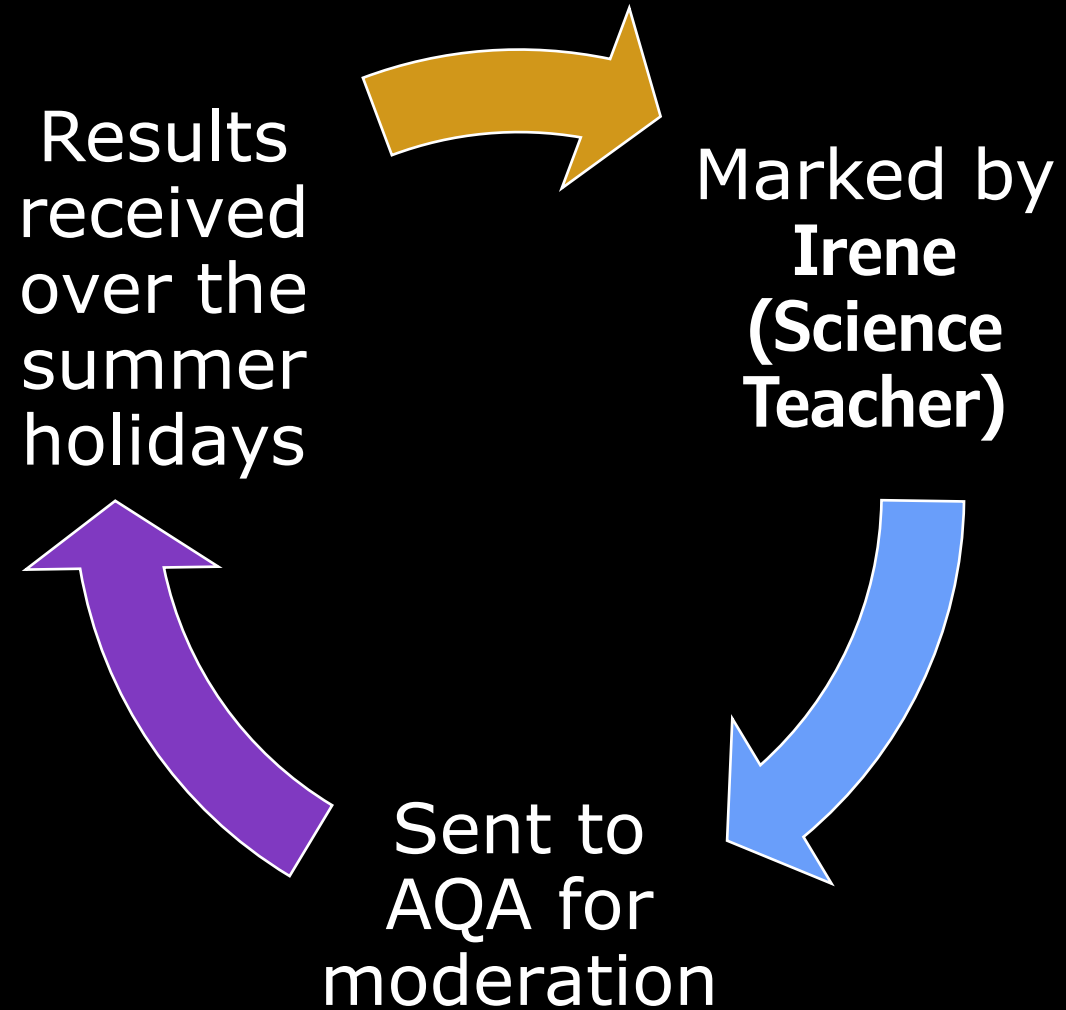 Results
received
over the
summer
holidays
Marked by
Irene
(Science
Teacher)
Sent to
AQA for
moderation